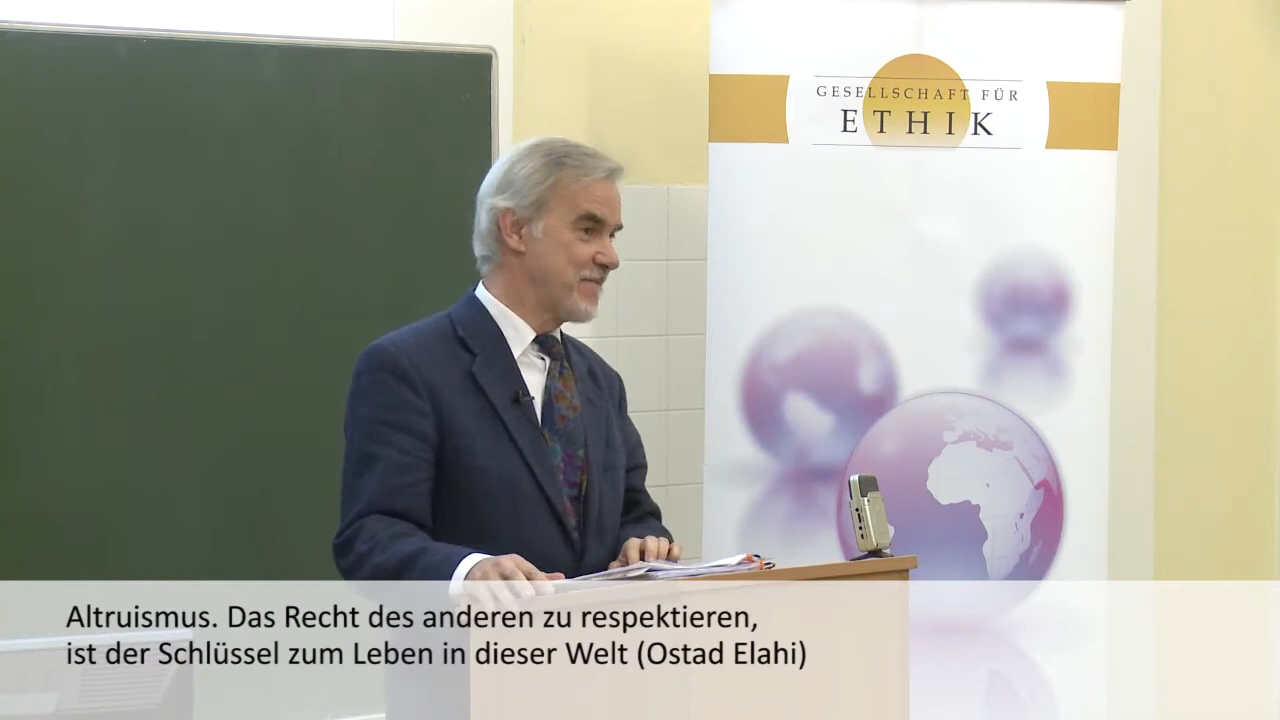 GESELLSCHAFT FÜR
ETHIK
Altruismus. Das Recht des anderen zu respektieren,
ist der Schlüssel zum Leben in dieser Welt (Ostad Elahi)